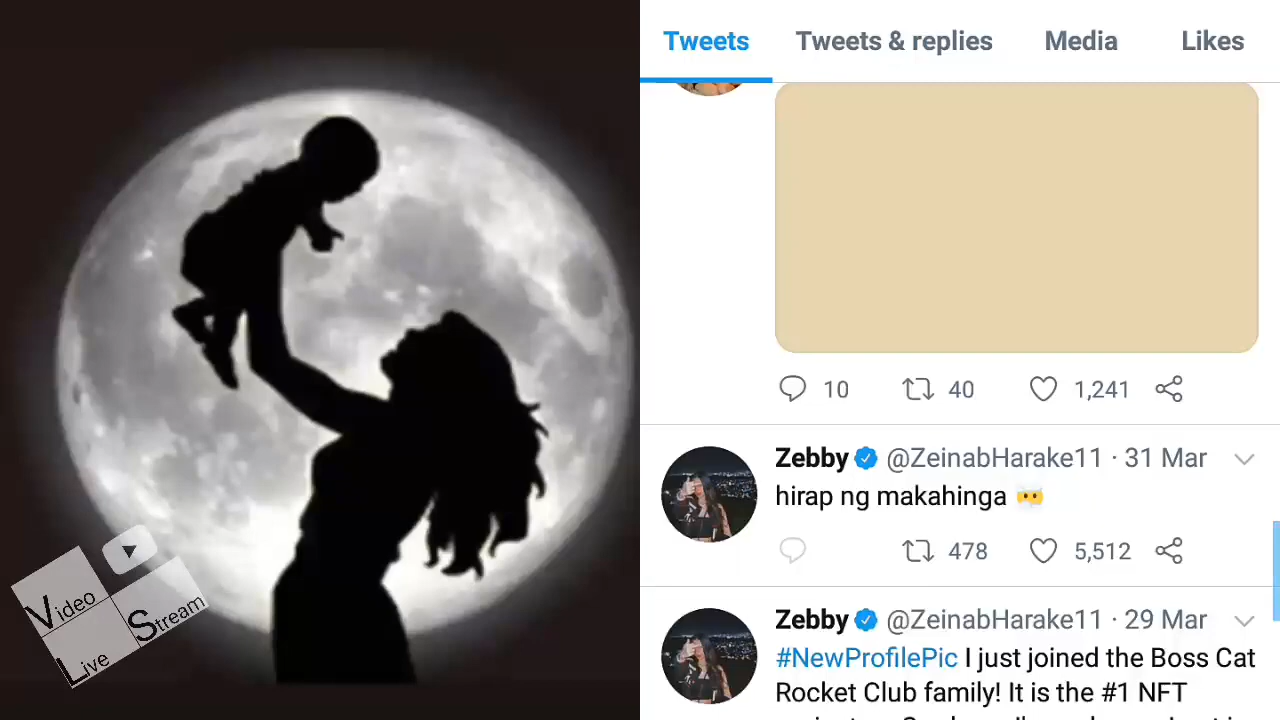 Video
Stream
Live
Tweets Tweets & replies Media Likes
10 40 1,241
Zebby @ZeinabHarake11 · 31 Mar
hirap ng makahinga
478 5,512
Zebby @ZeinabHarake11 · 29 Mar
#NewProfilePic I just joined the Boss Cat
Rocket Club family! It is the #1 NFT